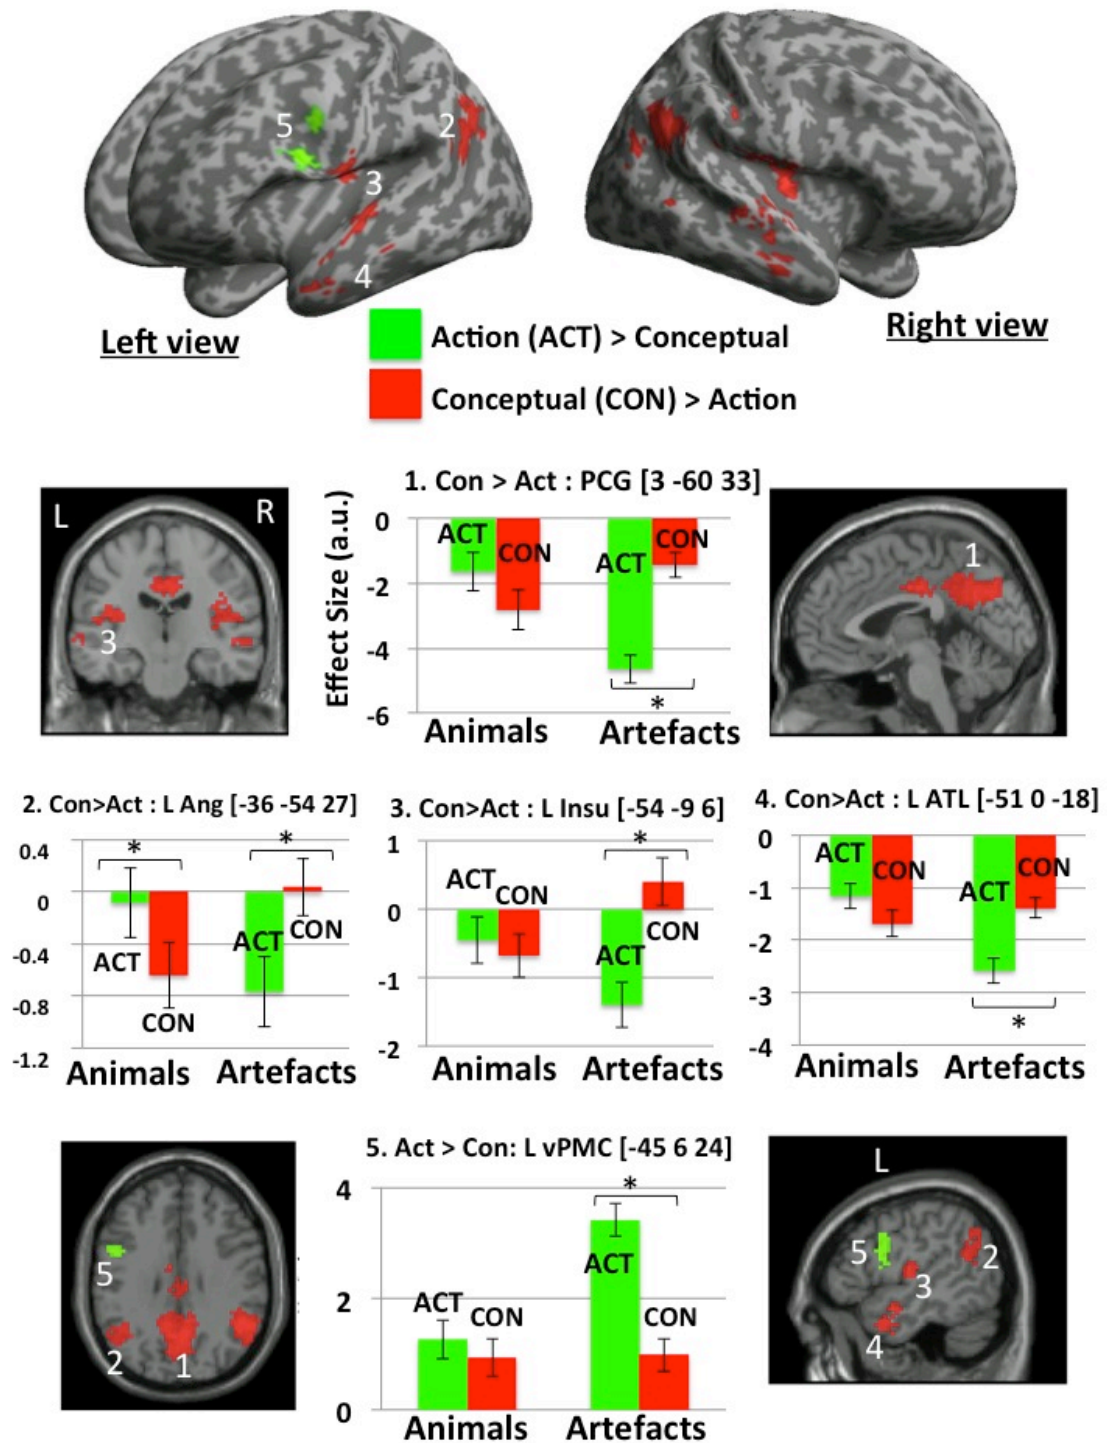 5
2
3
4
Left view
Right view
Action (ACT) > Conceptual
Conceptual (CON) > Action
L
R
3
1. Con > Act : PCG [3 -60 33]
Effect Size (a.u.)
0
-2
-4
-6
ACT
CON
ACT
CON
*
Animals
Artefacts
1
2. Con>Act : L Ang [-36 -54 27]
0.4
0
-0.4
-0.8
-1.2
*
*
ACT
CON
ACT
CON
Animals
Artefacts
3. Con>Act : L Insu [-54 -9 6]
1
0
-1
-2
*
ACT
CON
ACT
CON
Animals
Artefacts
4. Con>Act : L ATL [-51 0 -18]
0
-1
-2
-3
-4
ACT
CON
ACT
CON
*
Animals
Artefacts
5
2
1
5. Act > Con: L vPMC [-45 6 24]
4
2
0
*
ACT
CON
ACT
CON
Animals
Artefacts
L
5
2
3
4